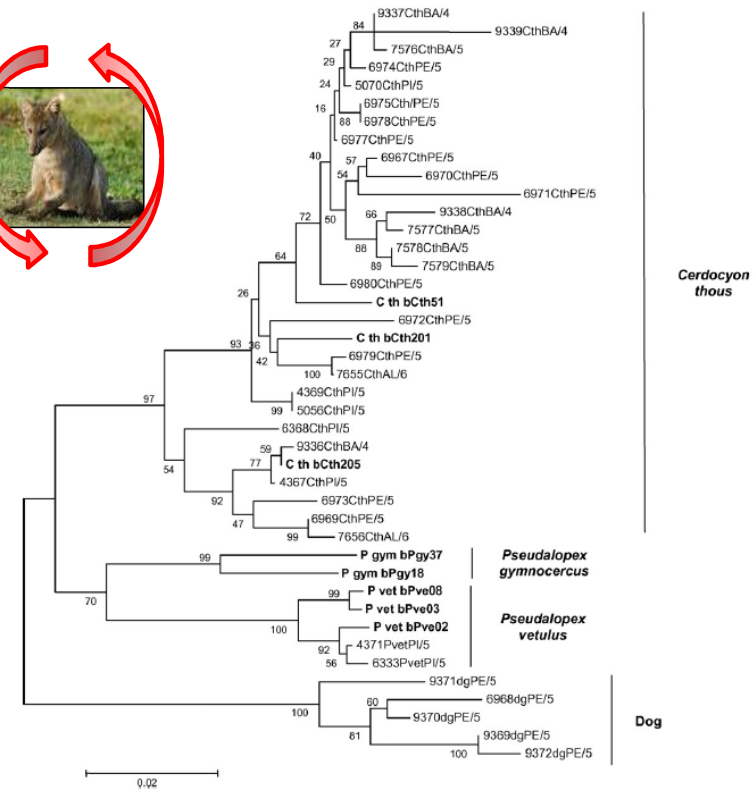 9337CthBA/4
84
9339CthBA/4
27
7576CthBA/5
29
6974CthPE/5
24
5070CthPI/5
6975Cth/PE/5
16
88
6978CthPE/5
6977CthPE/5
40
57
6967CthPE/5
54
6970CthPE/5
6971CthPE/5
72
50
66
9338CthBA/4
7577CthBA/5
88
7578CthBA/5
64
89
7579CthBA/5
Cerdocyon
thous
6980CthPE/5
26
C th bCth51
6972CthPE/5
93
36
C th bCth201
42
6979CthPE/5
100
7655CthAL/6
97
4369CthPI/5
99
5056CthPI/5
6368CthPI/5
59
9336CthBA/4
54
77
C th bCth205
4367CthPI/5
92
6973CthPE/5
47
6969CthPE/5
99
7656CthAL/6
99
P gym bPgy37
Pseudalopex
gymnocercus
P gym bPgy18
70
99
P vet bPve08
P vet bPve03
Pseudalopex
vetulus
100
P vet bPve02
92
4371PvetPI/5
56
6333PvetPI/5
9371dgPE/5
100
60
6968dgPE/5
9370dgPE/5
Dog
81
9369dgPE/5
100
9372dgPE/5
0.02